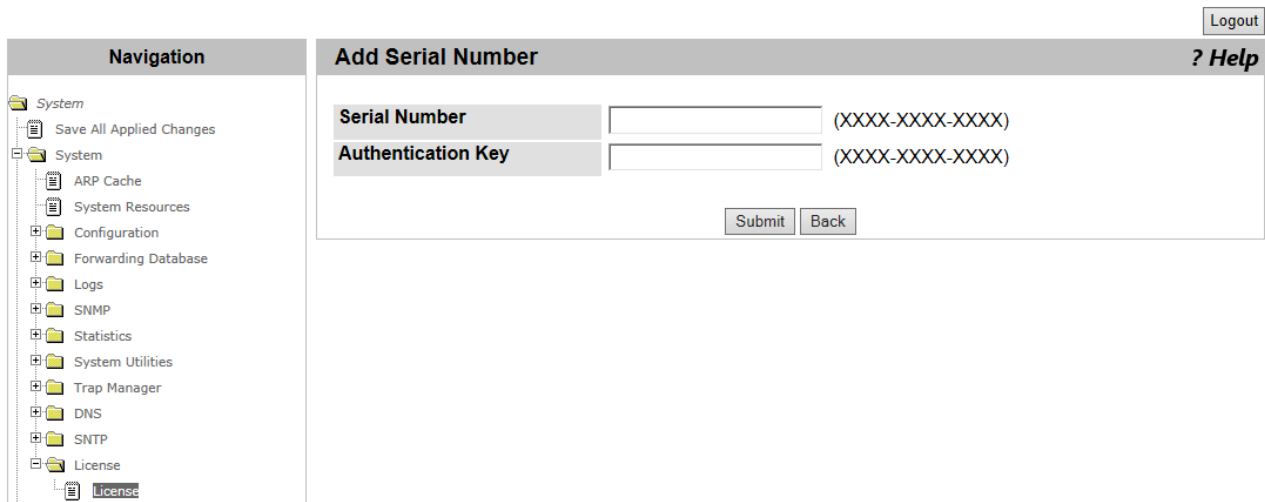 Logout
Navigation
Add Serial Number
? Help
System
Save All Applied Changes
System
ARP Cache
System Resources
Configuration
Forwarding Database
Logs
SNMP
Statistics
System Utilities
Trap Manager
DNS
SNTP
License
License
Serial Number (XXXX-XXXX-XXXX)
Authentication Key (XXXX-XXXX-XXXX)
Submit Back